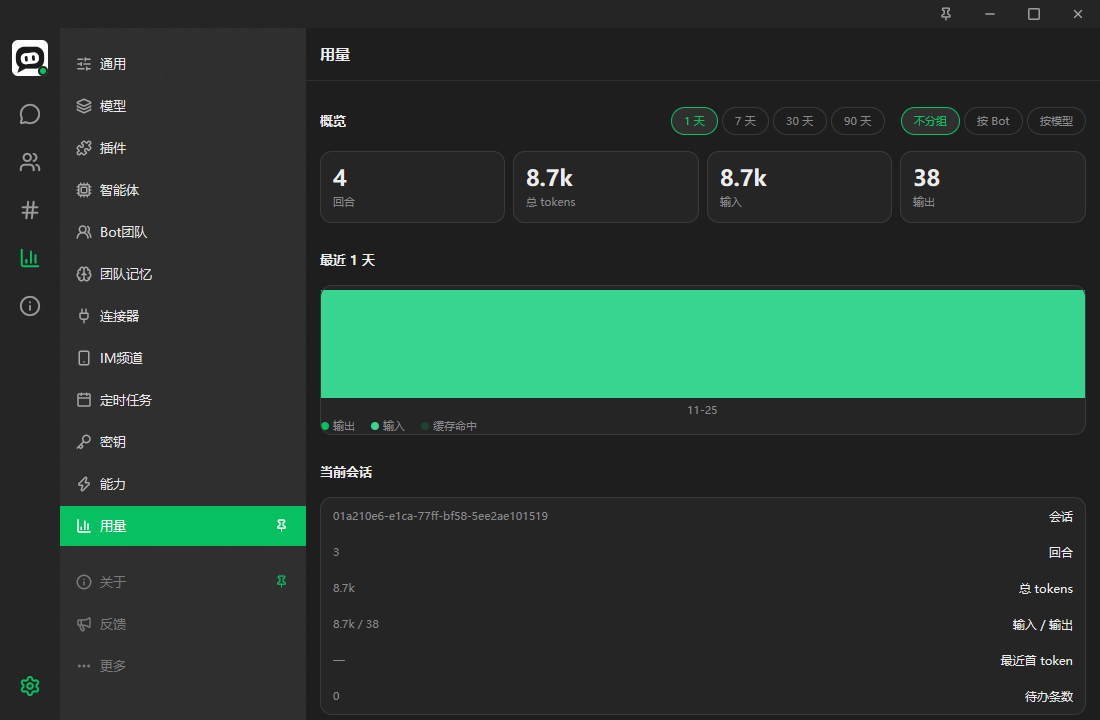 通用
模型
插件
智能体
Bot团队
团队记忆
连接器
IM频道
定时任务
密钥
能力
用量
关于
反馈
更多
用量
概览
1 天 7 天 30 天 90 天 不分组 按 Bot 按模型
4 8.7k 8.7k 38
回合 总 tokens 输入 输出
最近 1 天
11-25
输出 输入 缓存命中
当前会话
01a210e6-e1ca-77ff-bf58-5ee2ae101519 会话
3 回合
8.7k 总 tokens
8.7k / 38 输入 / 输出
— 最近首 token
0 待办条数